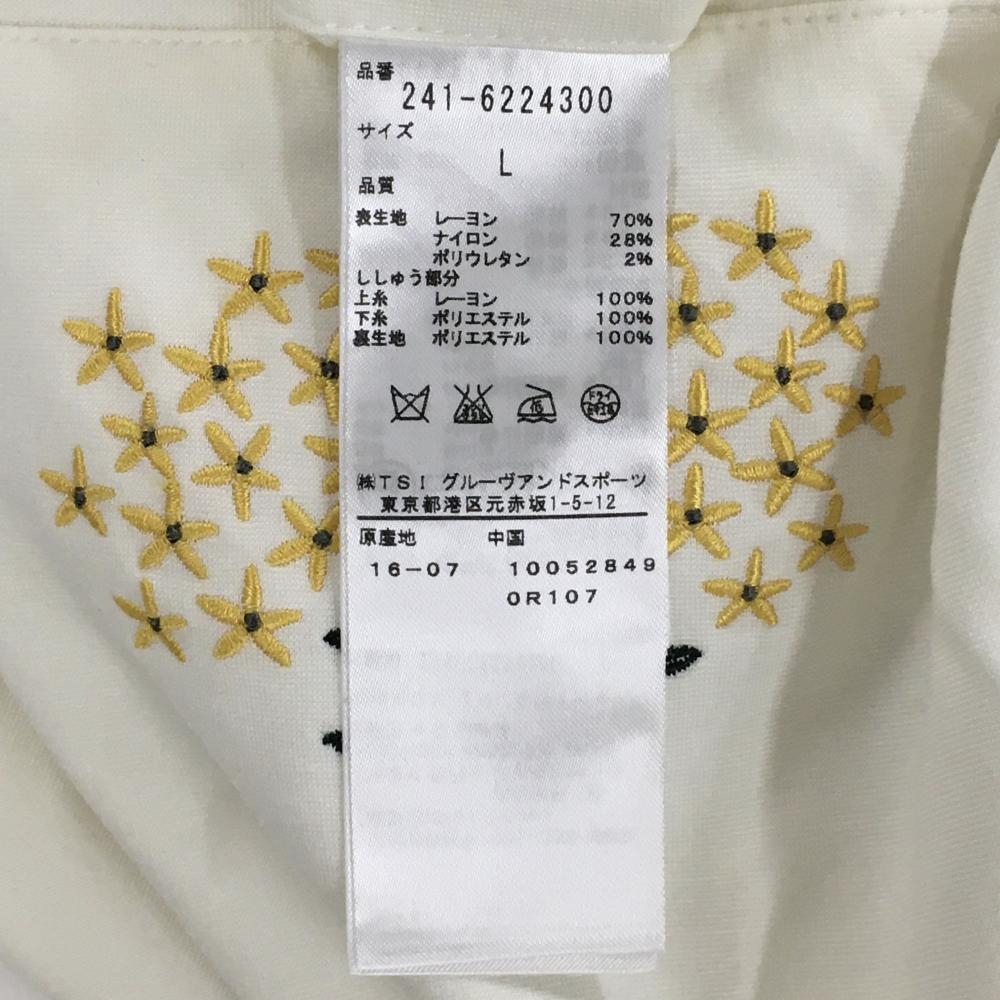 品番
241-6224300
サイズ
L
品質
表生地 レーヨン 70%
ナイロン 28%
ポリウレタン 2%
ししゅう部分
上糸 レーヨン 100%
下糸 ポリエステル 100%
裏生地 ポリエステル 100%
ドライ
㈱TSI グルーヴアンドスポーツ
東京都港区元赤坂1-5-12
原産地 中国
16-07 10052849
0R107